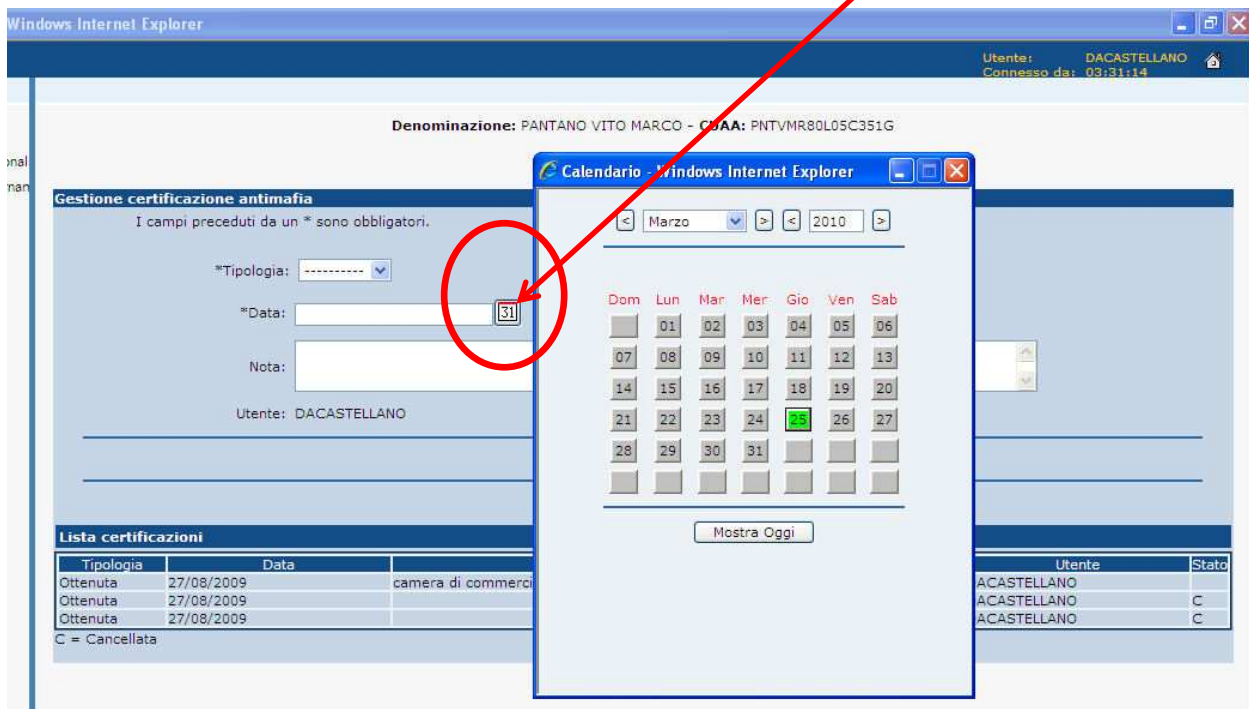 Windows Internet Explorer
Utente: DACASTELLANO
Connesso da: 03:31:14
Denominazione: PANTANO VITO MARCO - CUAA: PNTVMR80L05C351G
onal
man
Gestione certificazione antimafia
I campi preceduti da un * sono obbligatori.
*Tipologia: ----------
*Data: 31
Nota:
Utente: DACASTELLANO
Calendario - Windows Internet Explorer
< Marzo > < 2010 >
Dom Lun Mar Mer Gio Ven Sab
01 02 03 04 05 06
07 08 09 10 11 12 13
14 15 16 17 18 19 20
21 22 23 24 25 26 27
28 29 30 31
Mostra Oggi
Lista certificazioni
Tipologia Data Utente Stato
Ottenuta 27/08/2009 camera di commerci ACASTELLANO
Ottenuta 27/08/2009 ACASTELLANO C
Ottenuta 27/08/2009 ACASTELLANO C
C = Cancellata